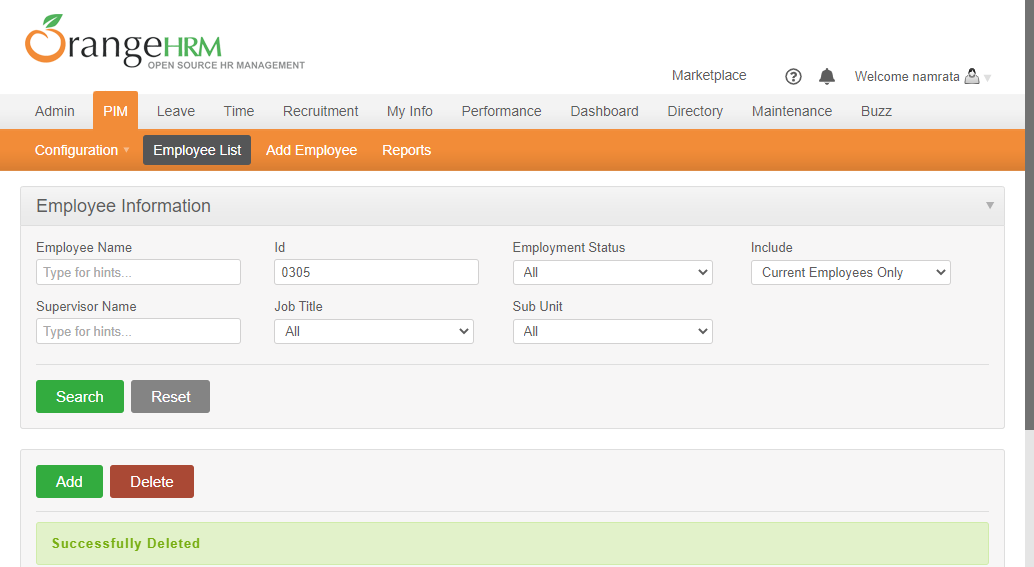 OrangeHRM
OPEN SOURCE HR MANAGEMENT
Marketplace ? Welcome namrata
Admin PIM Leave Time Recruitment My Info Performance Dashboard Directory Maintenance Buzz
Configuration Employee List Add Employee Reports
Employee Information
Employee Name Id Employment Status Include
Type for hints... 0305 All Current Employees Only
Supervisor Name Job Title Sub Unit
Type for hints... All All
Search Reset
Add Delete
Successfully Deleted